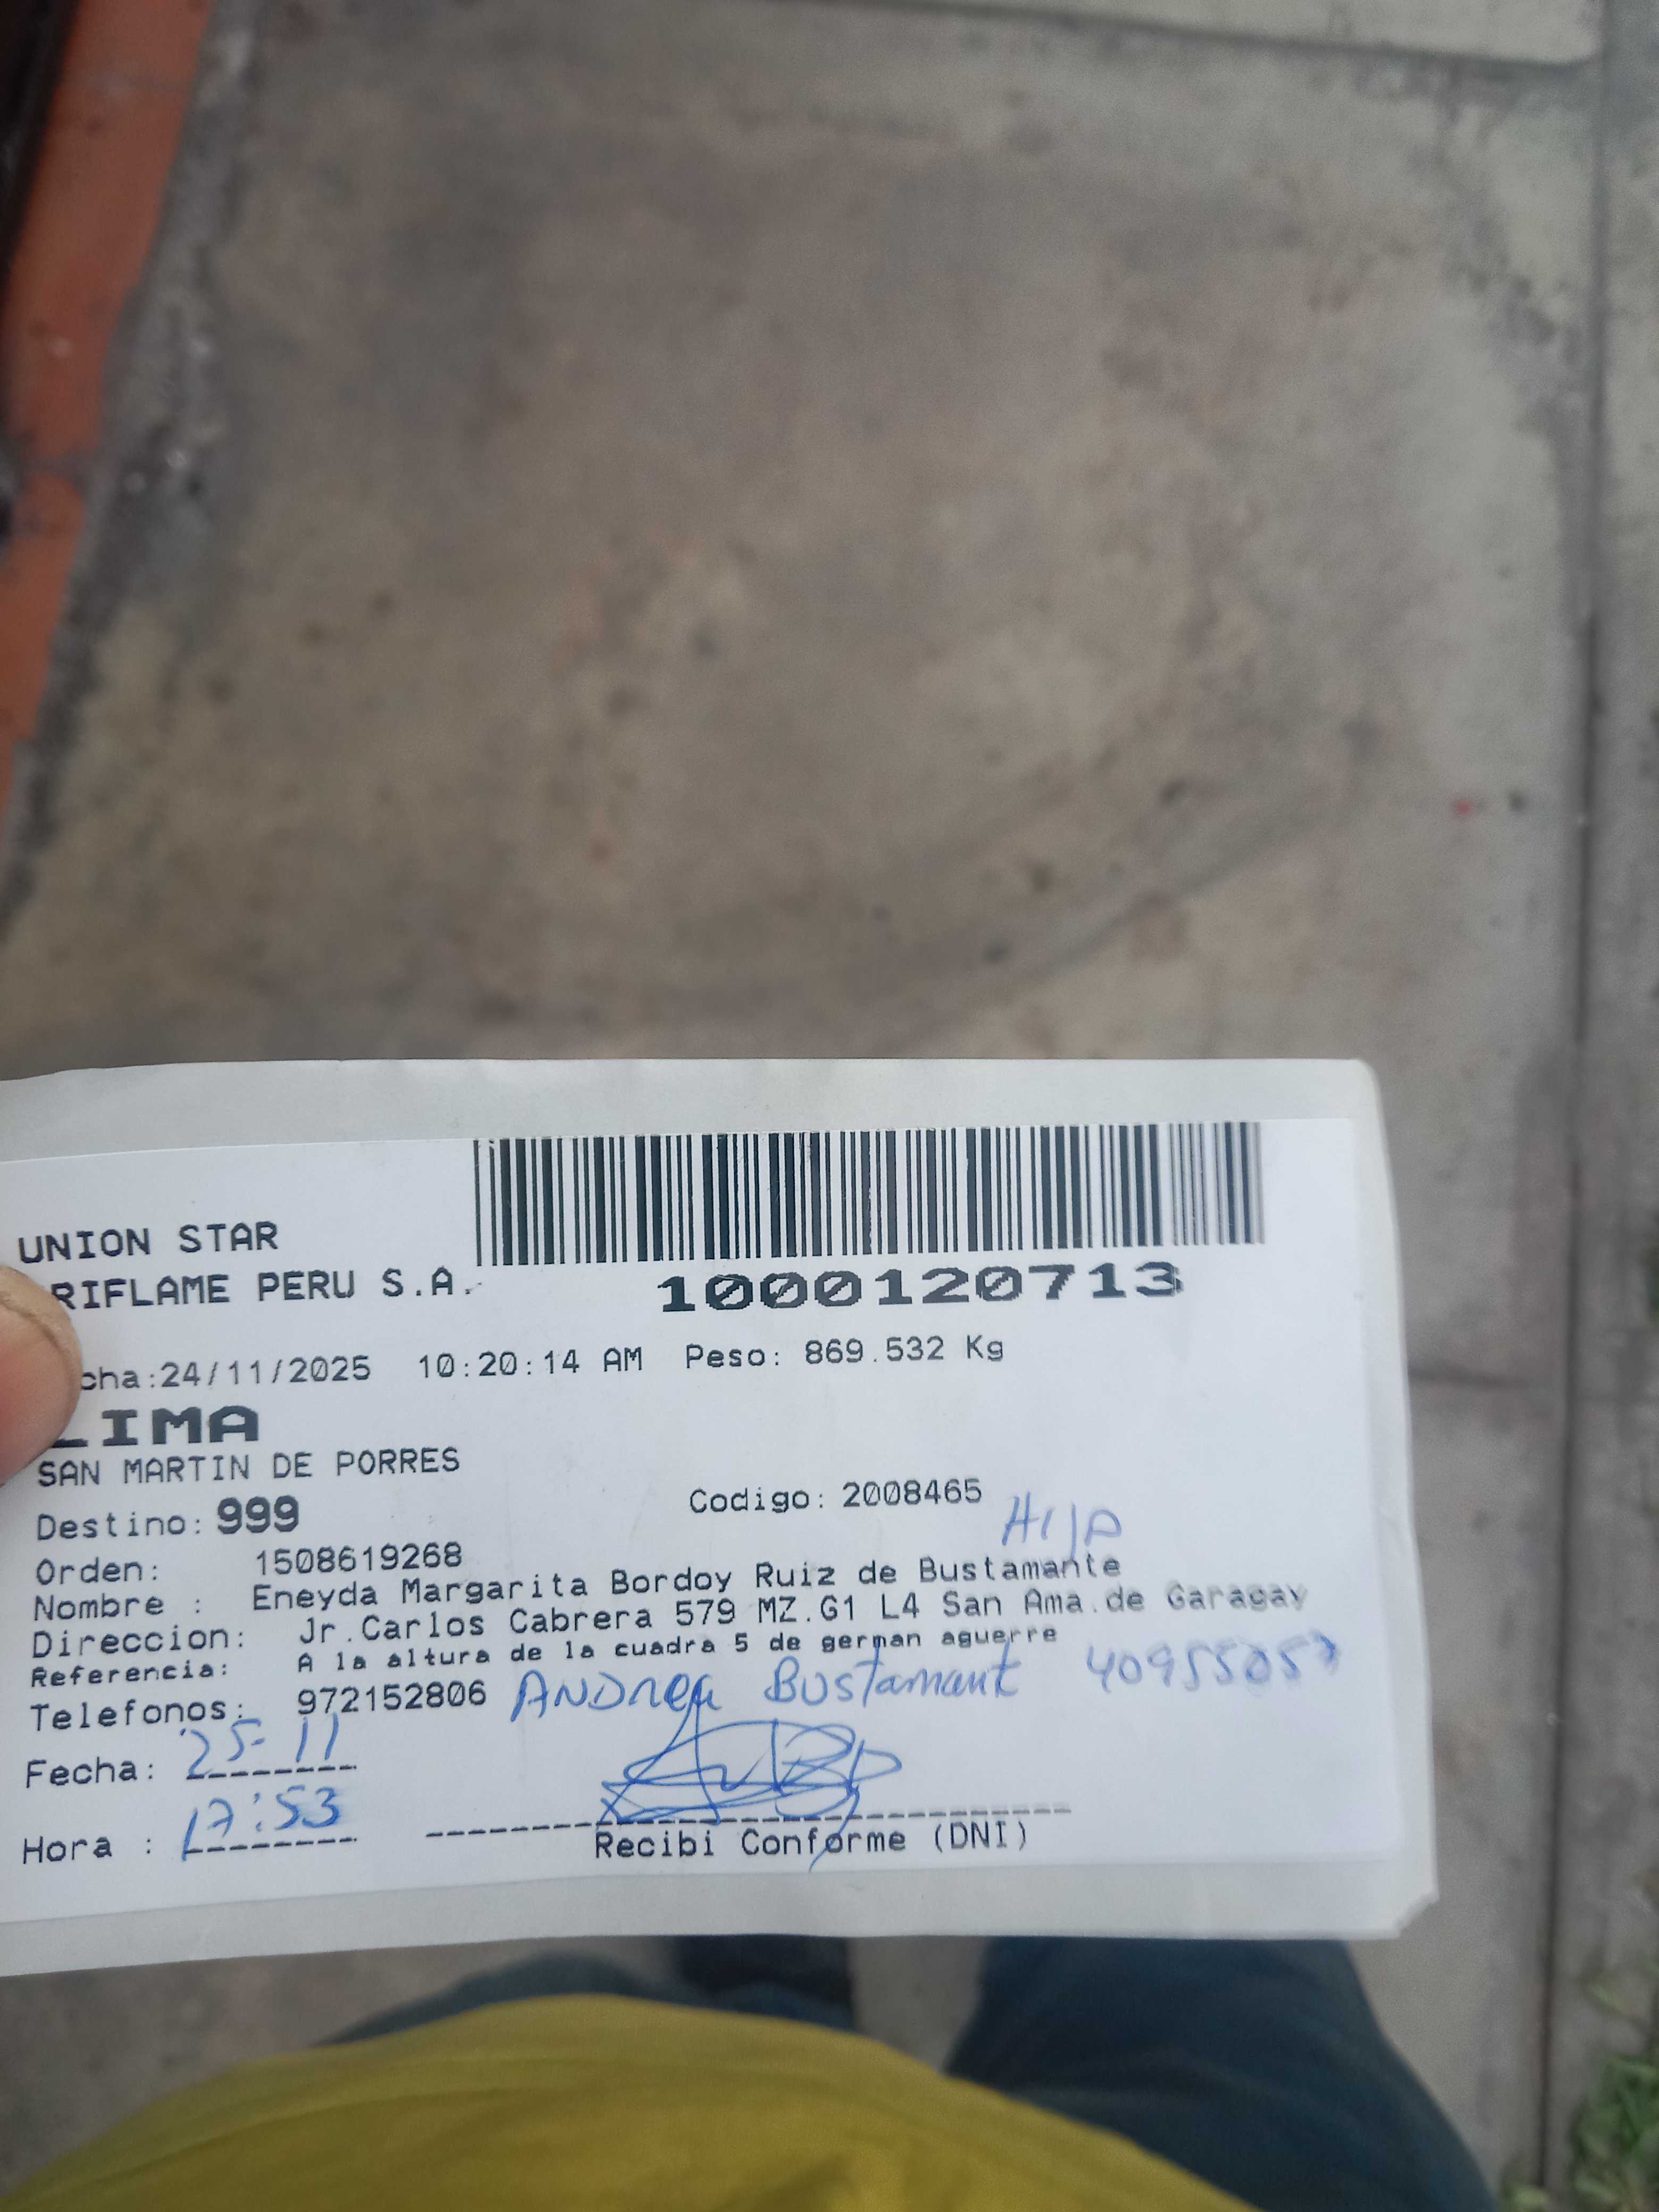 UNION STAR
RIFLAME PERU S.A.
1000120713
cha:24/11/2025 10:20:14 AM Peso: 869.532 Kg
LIMA
SAN MARTIN DE PORRES
Destino: 999 Codigo: 2008465
HIJA
Orden: 1508619268
Nombre : Eneyda Margarita Bordoy Ruiz de Bustamante
Direccion: Jr.Carlos Cabrera 579 MZ.G1 L4 San Ama.de Garagay
Referencia: A la altura de la cuadra 5 de german aguerre
Telefonos: 972152806 ANDREA Bustamant
Fecha: 25-11
Hora : 17:53
Recibi Conforme (DNI)